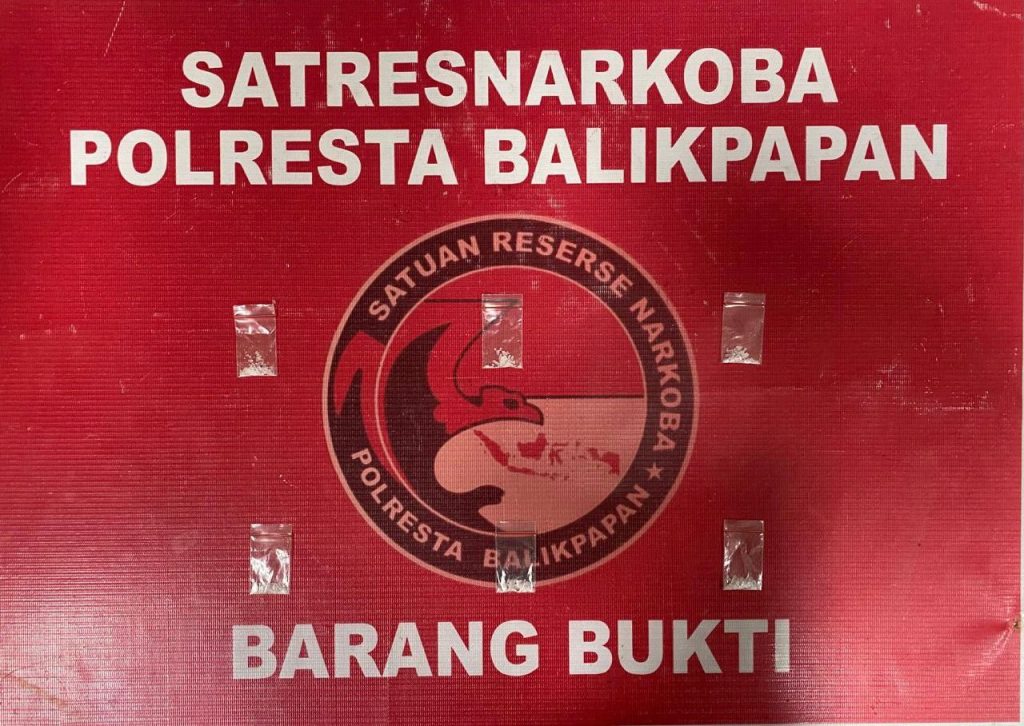 SATRESNARKOBA
POLRESTA BALIKPAPAN
SATUAN RESERSE NARKOBA ★
POLRESTA BALIKPAPAN
BARANG BUKTI